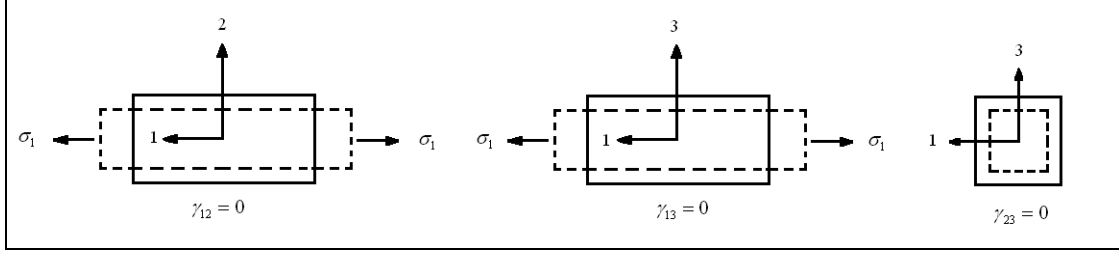 2
σ₁ 1 σ₁
γ₁₂ = 0
3
σ₁ 1 σ₁
γ₁₃ = 0
3
1
γ₂₃ = 0